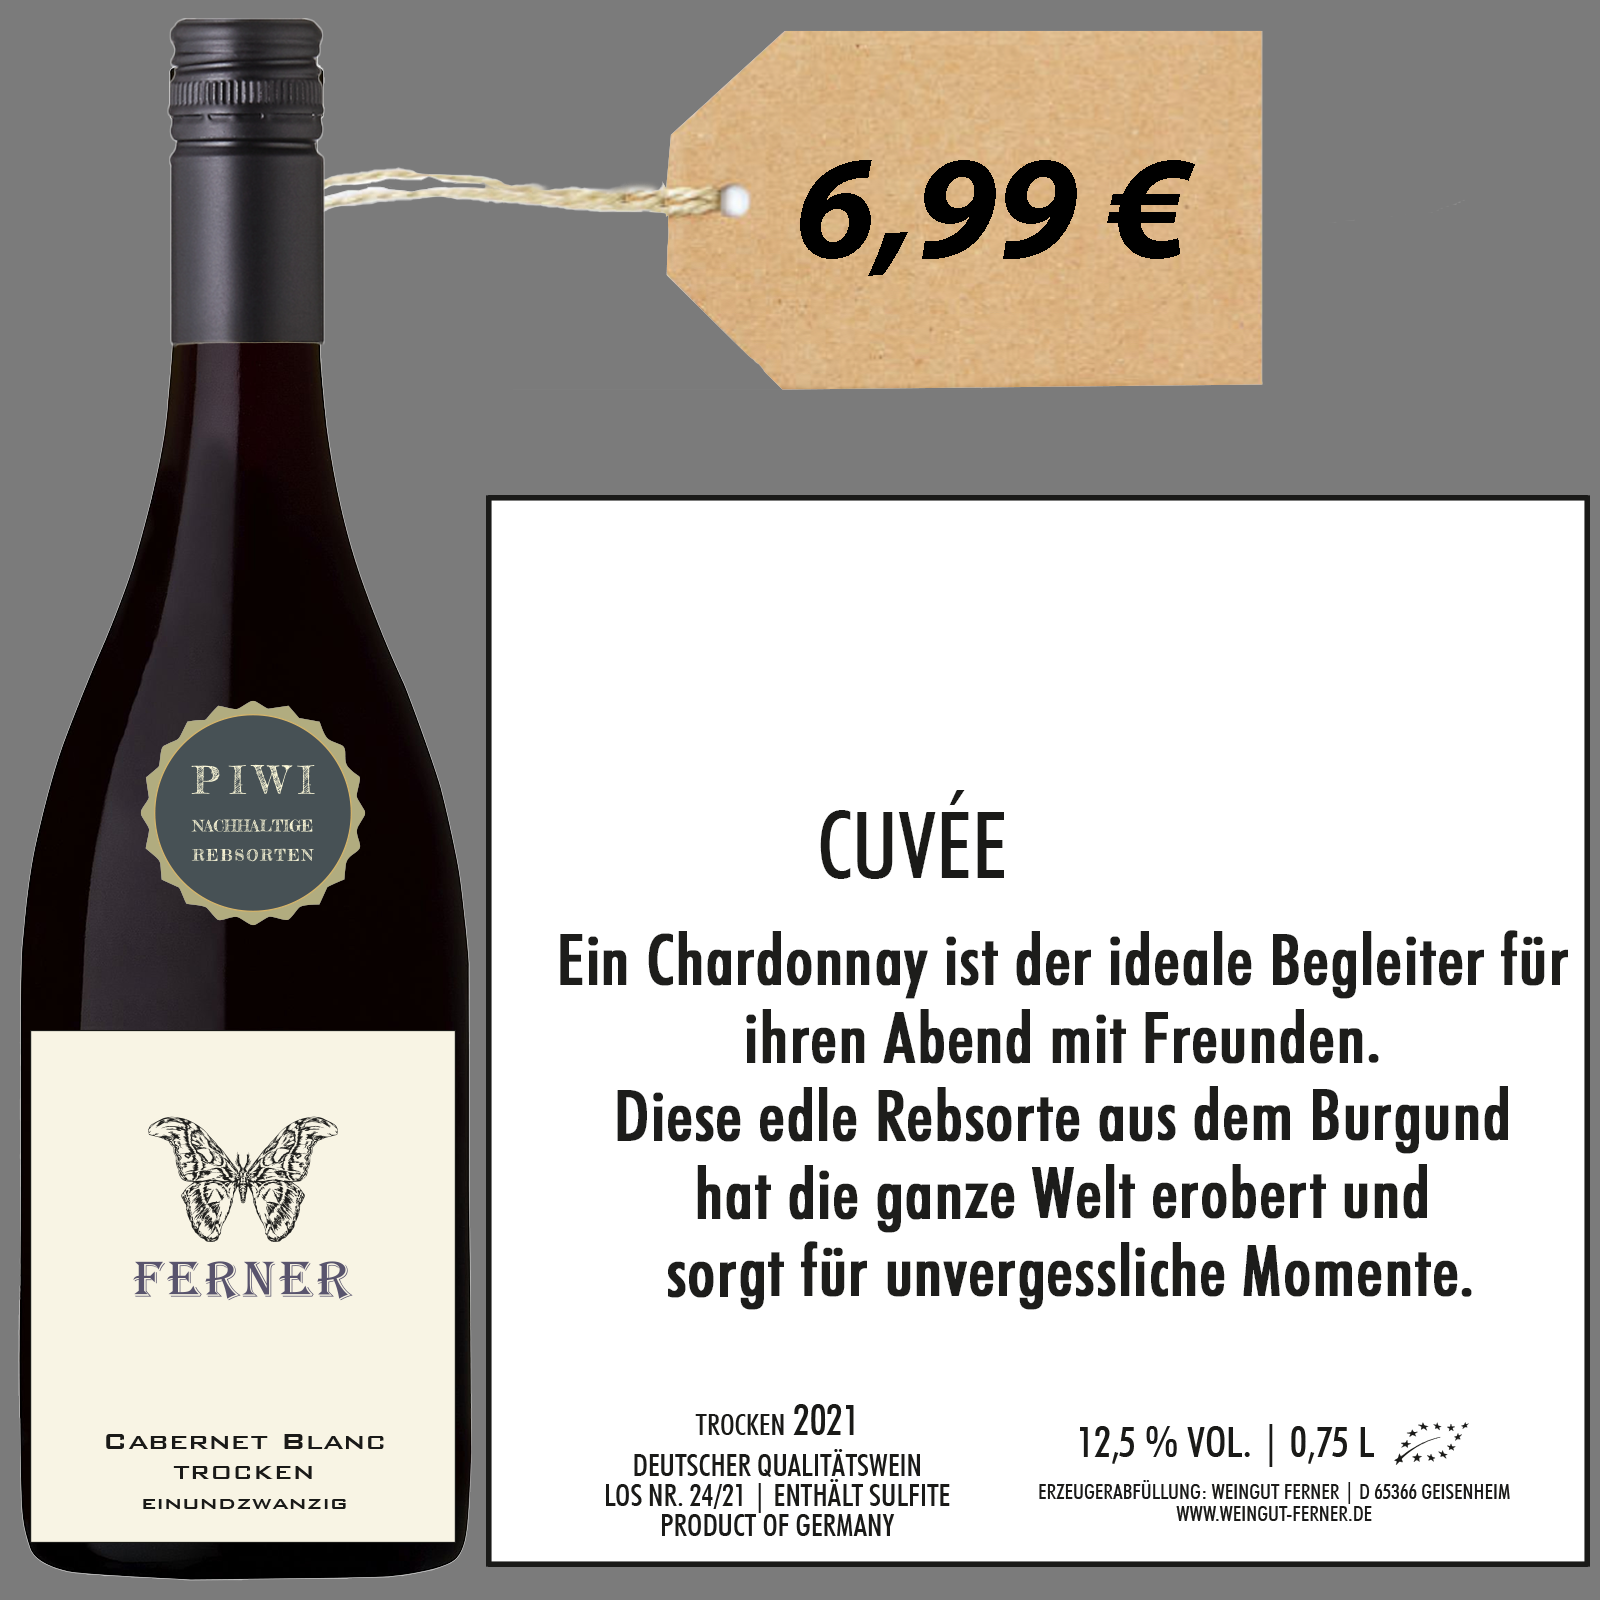 6,99 €
PIWI
NACHHALTIGE
REBSORTEN
FERNER
CABERNET BLANC
TROCKEN
EINUNDZWANZIG
CUVÉE
Ein Chardonnay ist der ideale Begleiter für
ihren Abend mit Freunden.
Diese edle Rebsorte aus dem Burgund
hat die ganze Welt erobert und
sorgt für unvergessliche Momente.
TROCKEN 2021
DEUTSCHER QUALITÄTSWEIN
LOS NR. 24/21 | ENTHÄLT SULFITE
PRODUCT OF GERMANY
12,5 % VOL. | 0,75 L
ERZEUGERABFÜLLUNG: WEINGUT FERNER | D 65366 GEISENHEIM
WWW.WEINGUT-FERNER.DE